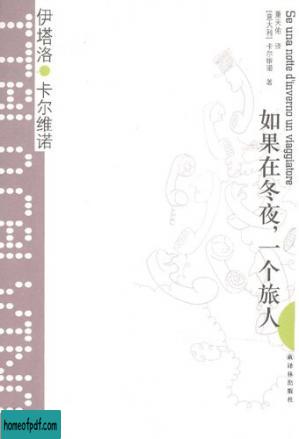 伊塔洛
卡尔维诺
Se una notte d'inverno un viaggiatore
萧天佑 译
[意大利] 卡尔维诺 著
如果在冬夜，一个旅人
译林出版社
homeofpdf.com